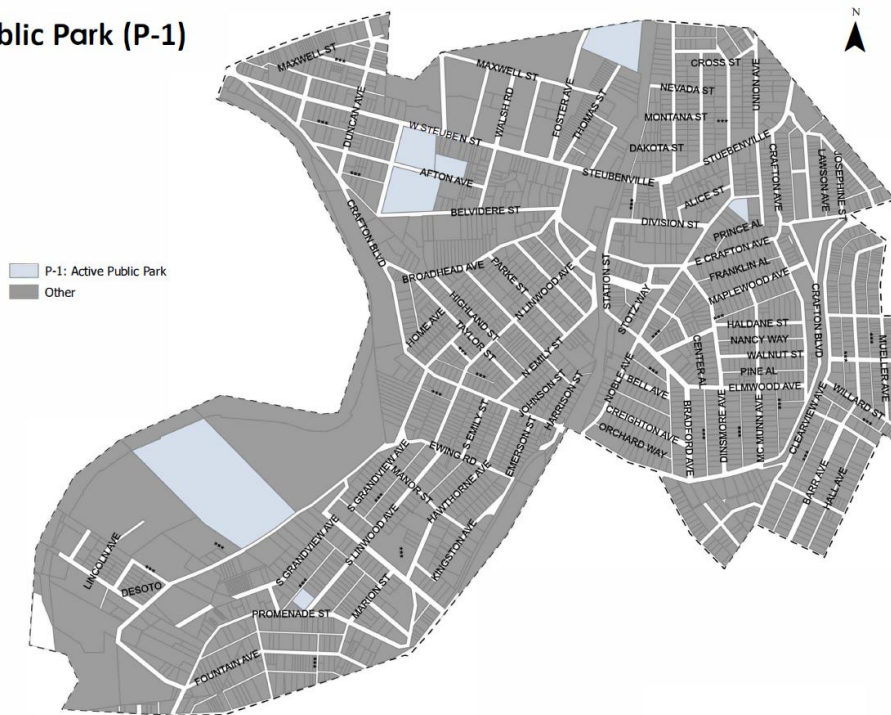 blic Park (P-1)
N
P-1: Active Public Park
Other
MAXWELL ST
DUNCAN AVE
MAXWELL ST
WALSH RD
FOSTER AVE
THOMAS ST
CROSS ST
UNION AVE
NEVADA ST
MONTANA ST
DAKOTA ST
W STEUBEN ST
STEUBENVILLE
STUEBENVILLE
AFTON AVE
BELVIDERE ST
CRAFTON BLVD
ALICE ST
DIVISION ST
CRAFTON AVE
LAWSON AVE
JOSEPHINE ST
PRINCE AL
E CRAFTON AVE
FRANKLIN AL
MAPLEWOOD AVE
BROADHEAD AVE
PARKE ST
N LINWOOD AVE
STATION ST
STOTZ WAY
HIGHLAND ST
HOME AVE
TAYLOR ST
N EMILY ST
HALDANE ST
NANCY WAY
WALNUT ST
PINE AL
ELMWOOD AVE
CENTER AL
CRAFTON BLVD
MUELLER AVE
JOHNSON ST
HARRISON ST
NOBLE AVE
BELL AVE
CREIGHTON AVE
ORCHARD WAY
BRADFORD AVE
DINSMORE AVE
MC MUNN AVE
CLEARVIEW AVE
WILLARD ST
BARR AVE
HALL AVE
S EMILY ST
EMERSON ST
EWING RD
S GRANDVIEW AVE
MANOR ST
HAWTHORNE AVE
S GRANDVIEW AVE
S LINWOOD AVE
KINGSTON AVE
LINCOLN AVE
DESOTO
MARION ST
PROMENADE ST
FOUNTAIN AVE